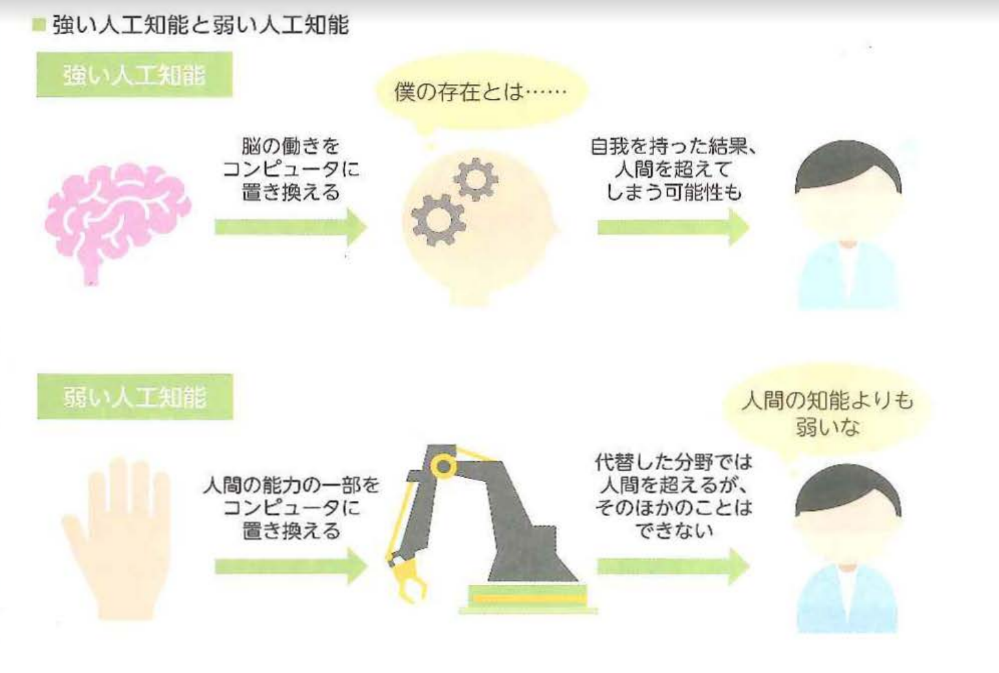 強い人工知能と弱い人工知能
強い人工知能
僕の存在とは……
脳の働きを
コンピュータに
置き換える
自我を持った結果、
人間を超えて
しまう可能性も
弱い人工知能
人間の知能よりも
弱いな
人間の能力の一部を
コンピュータに
置き換える
代替した分野では
人間を超えるが、
そのほかのことは
できない